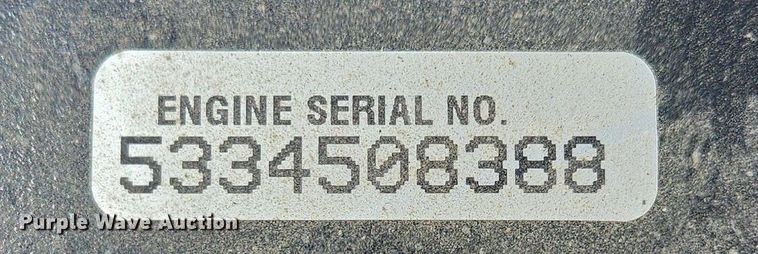 ENGINE SERIAL NO.
5334508388
Purple Wave Auction